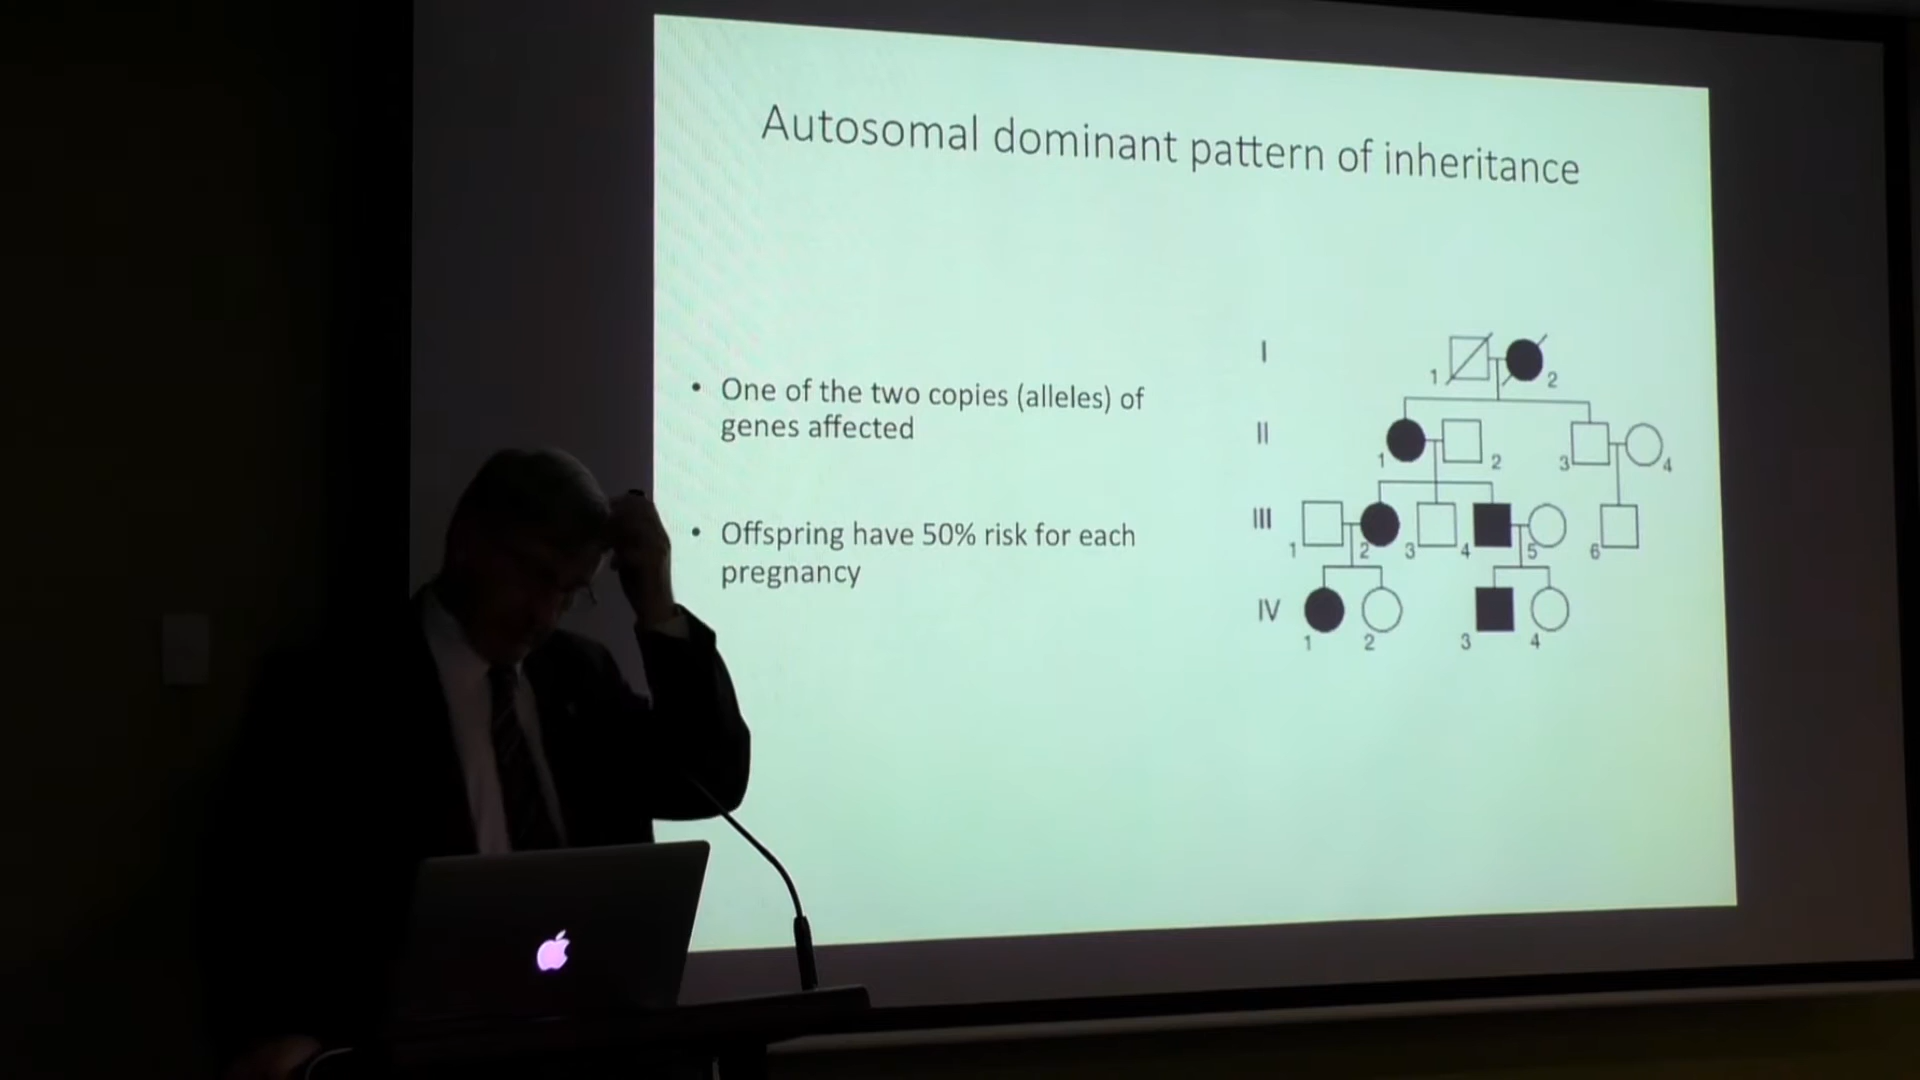 Autosomal dominant pattern of inheritance
• One of the two copies (alleles) of
genes affected
• Offspring have 50% risk for each
pregnancy
I
1 2
II
1 2 3 4
III
1 2 3 4 5 6
IV
1 2 3 4